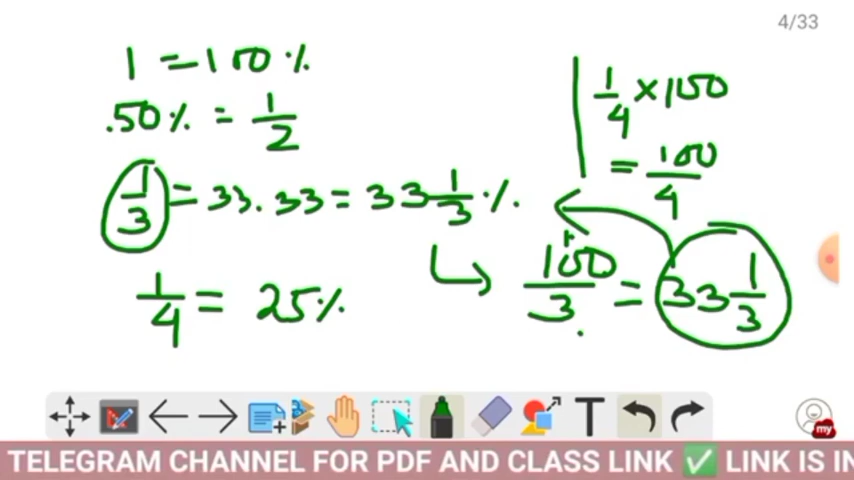 4/33
1 = 100%
.50% = 1/2
1/3 = 33.33 = 33 1/3 %
1/4 = 25%
1/4 × 100
= 100/4
100/3 = 33 1/3
T
my
TELEGRAM CHANNEL FOR PDF AND CLASS LINK ✅ LINK IS IN